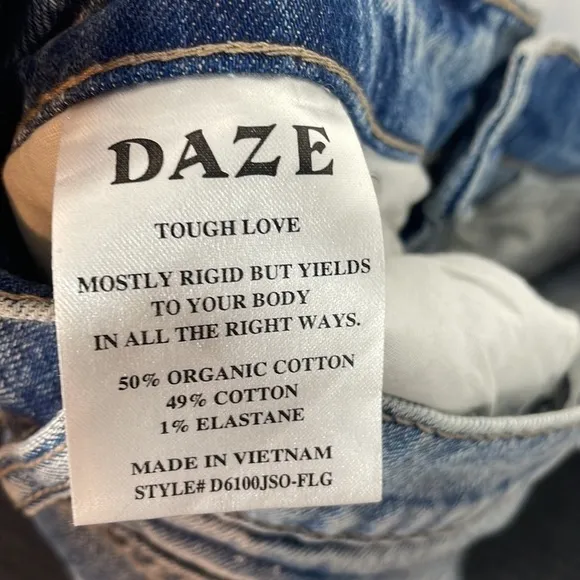 DAZE
TOUGH LOVE
MOSTLY RIGID BUT YIELDS
TO YOUR BODY
IN ALL THE RIGHT WAYS.
50% ORGANIC COTTON
49% COTTON
1% ELASTANE
MADE IN VIETNAM
STYLE# D6100JSO-FLG